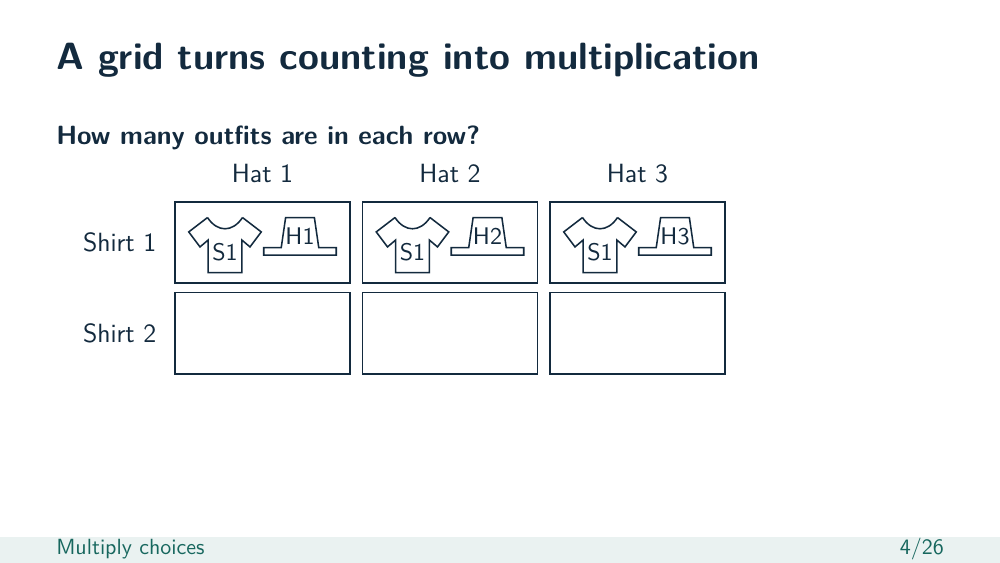 A grid turns counting into multiplication
How many outfits are in each row?
Hat 1 Hat 2 Hat 3
Shirt 1 S1 H1 S1 H2 S1 H3
Shirt 2
Multiply choices 4/26